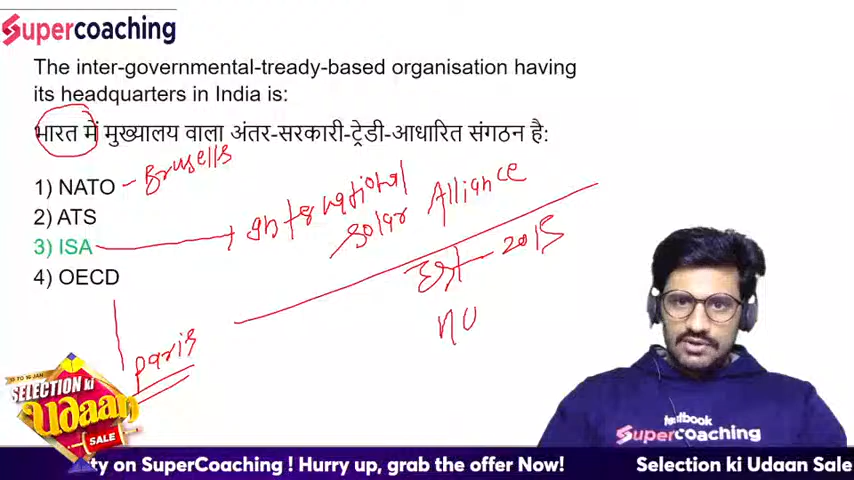 Supercoaching
The inter-governmental-tready-based organisation having
its headquarters in India is:
भारत में मुख्यालय वाला अंतर-सरकारी-ट्रेडी-आधारित संगठन है:
1) NATO - Brusells
2) ATS
3) ISA
International
Solar Alliance
4) OECD
Est - 2015
no
paris
SELECTION ki
udaan
SALE
testbook
Supercoaching
ty on SuperCoaching ! Hurry up, grab the offer Now!
Selection ki Udaan Sale